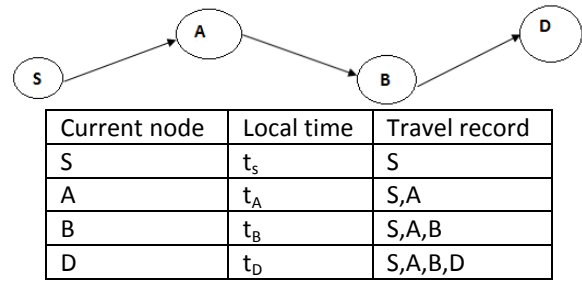 A
D
S
B
Current node Local time Travel record
S tₛ S
A t_A S,A
B t_B S,A,B
D t_D S,A,B,D